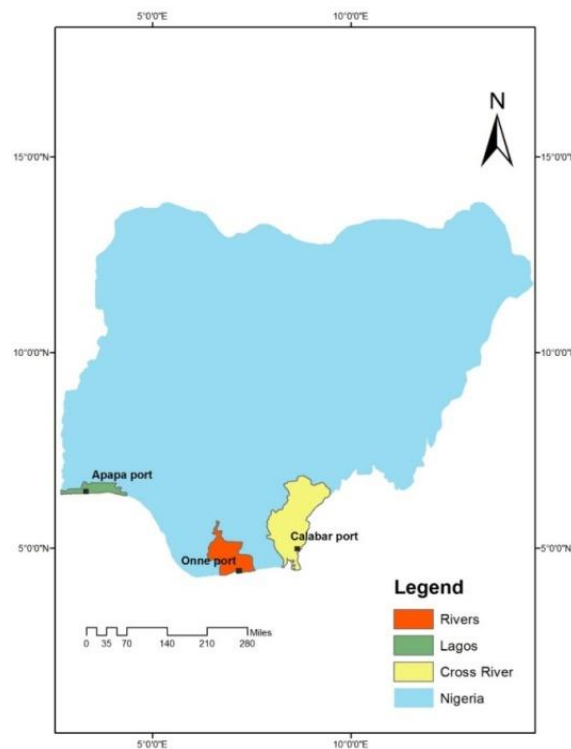 5°0'0"E 10°0'0"E
N
15°0'0"N 15°0'0"N
10°0'0"N 10°0'0"N
Apapa port
Calabar port
5°0'0"N 5°0'0"N
Onne port
Legend
Rivers
Lagos
Cross River
Nigeria
Miles
0 35 70 140 210 280
5°0'0"E 10°0'0"E